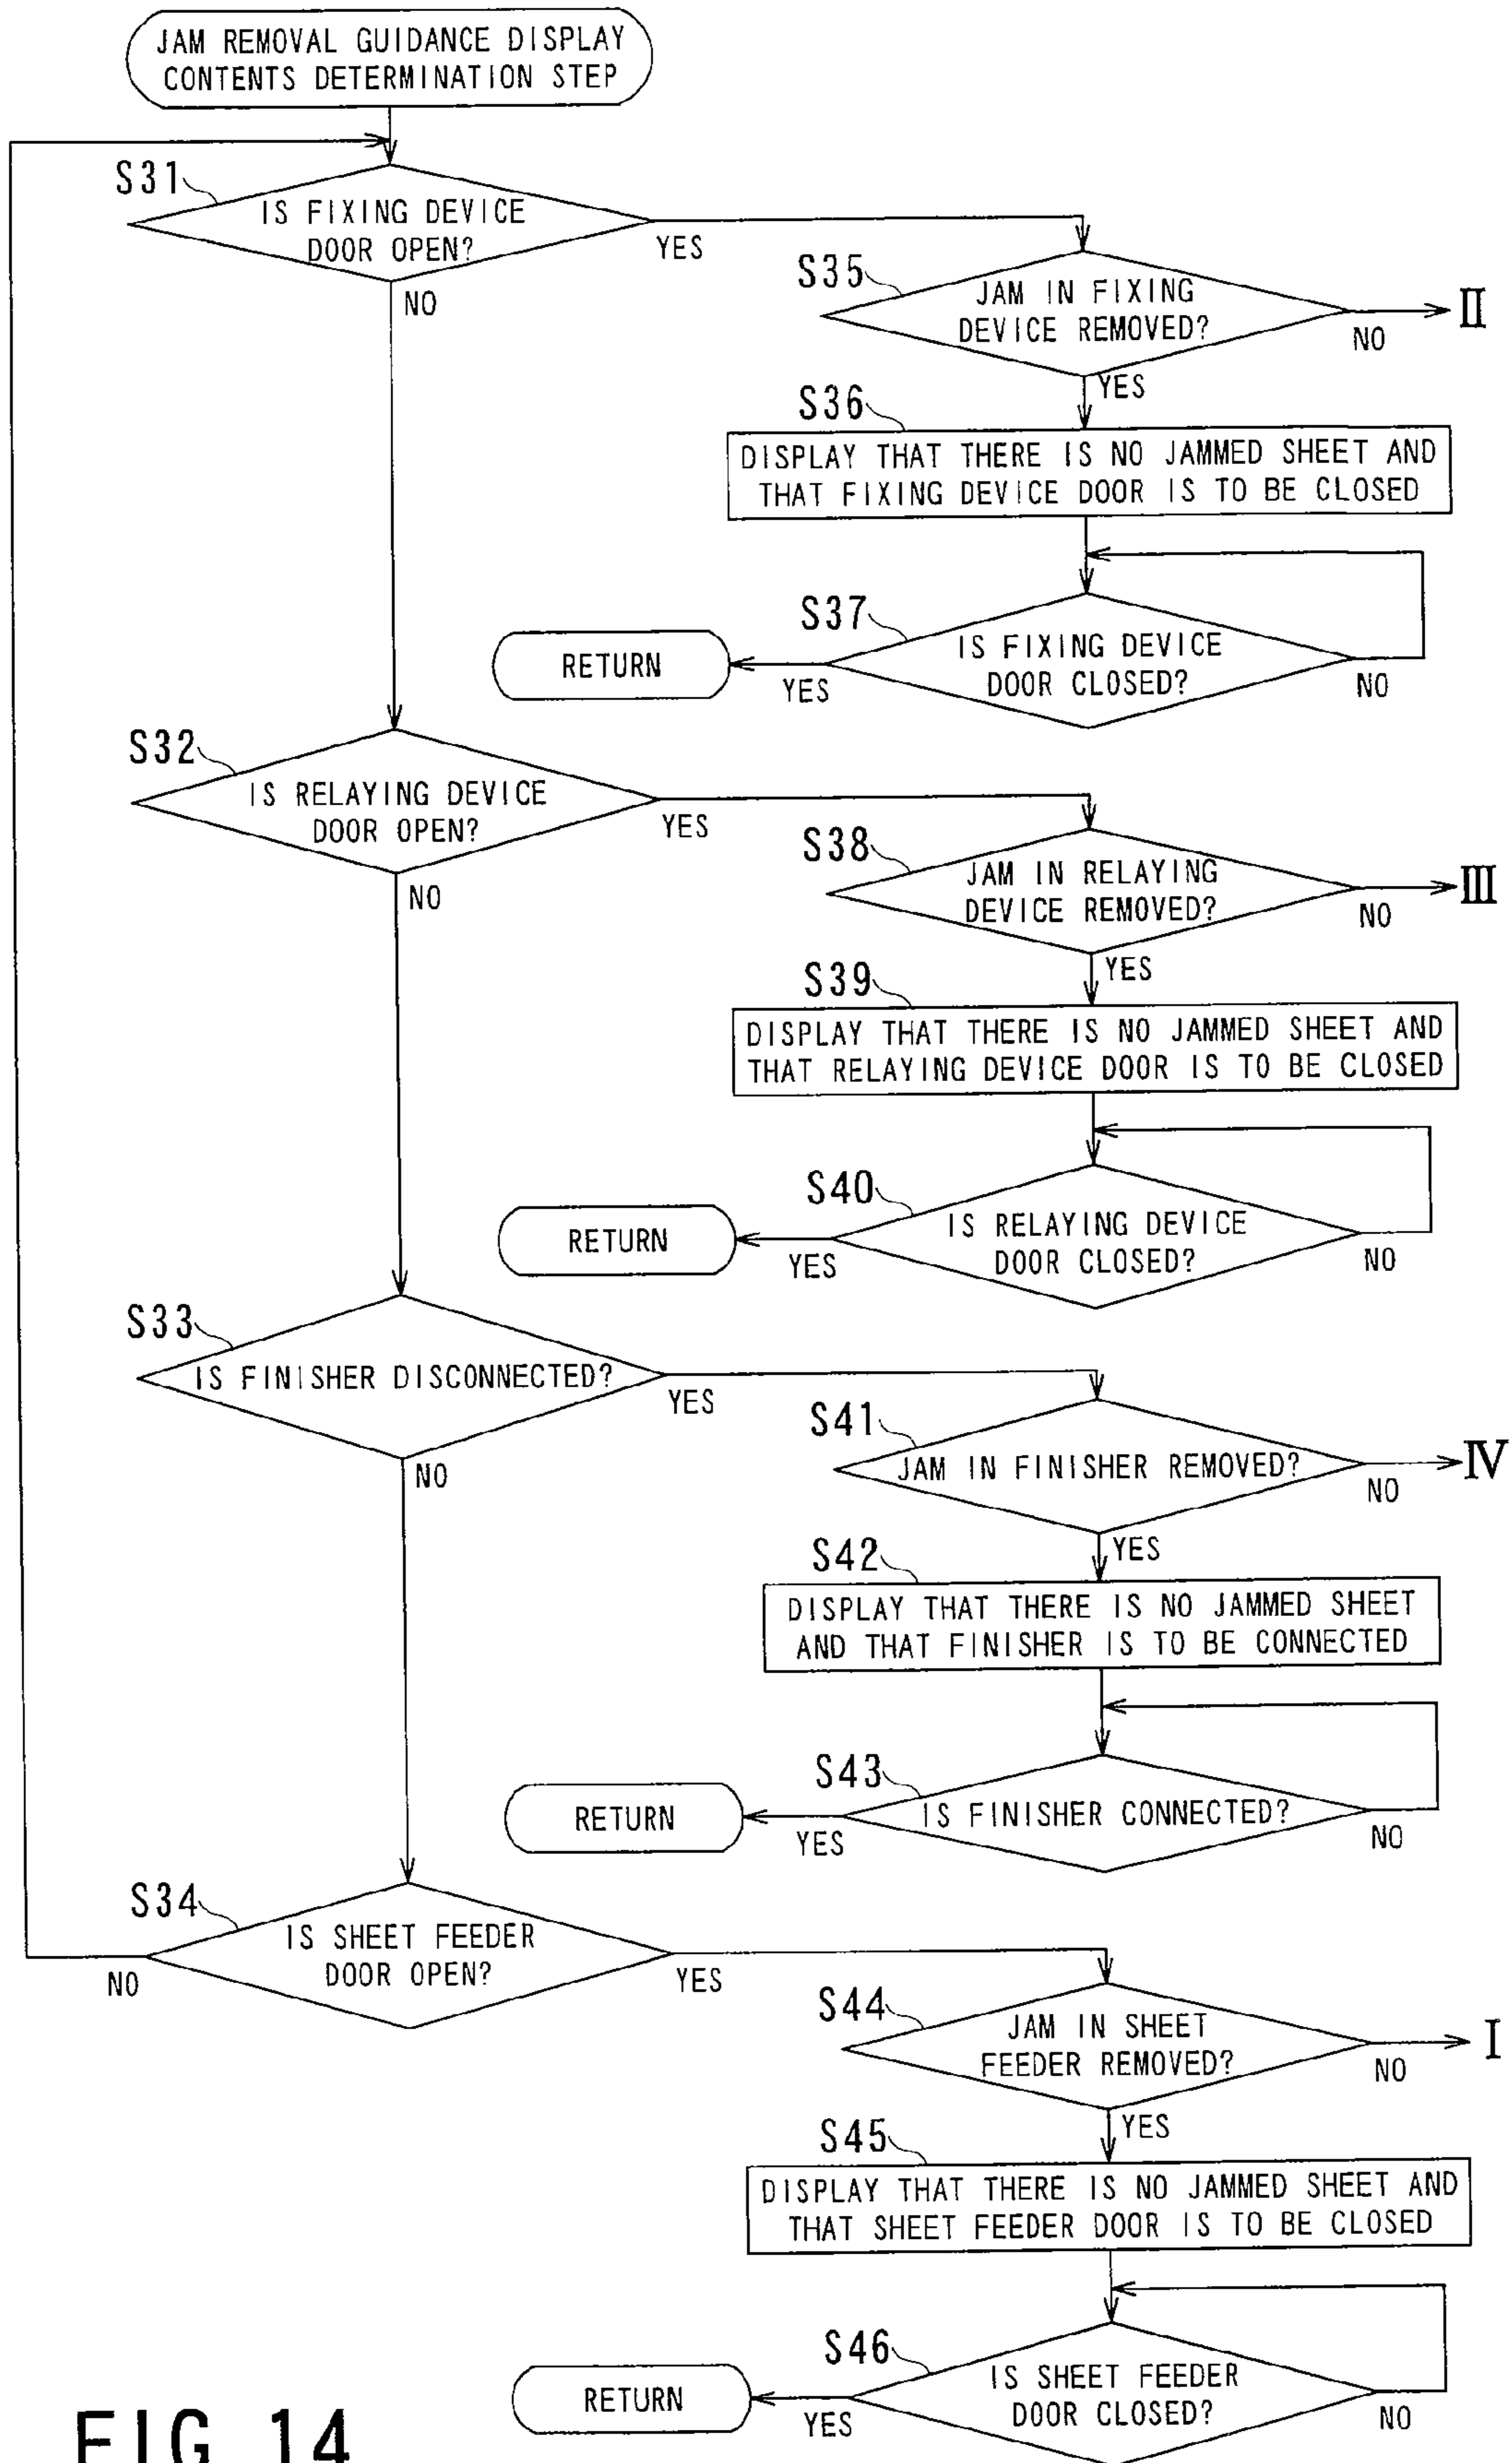 JAM REMOVAL GUIDANCE DISPLAY
CONTENTS DETERMINATION STEP
S31
IS FIXING DEVICE
DOOR OPEN?
YES
NO
S35
JAM IN FIXING
DEVICE REMOVED?
NO
II
YES
S36
DISPLAY THAT THERE IS NO JAMMED SHEET AND
THAT FIXING DEVICE DOOR IS TO BE CLOSED
S37
IS FIXING DEVICE
DOOR CLOSED?
NO
YES
RETURN
S32
IS RELAYING DEVICE
DOOR OPEN?
YES
NO
S38
JAM IN RELAYING
DEVICE REMOVED?
NO
III
YES
S39
DISPLAY THAT THERE IS NO JAMMED SHEET AND
THAT RELAYING DEVICE DOOR IS TO BE CLOSED
S40
IS RELAYING DEVICE
DOOR CLOSED?
NO
YES
RETURN
S33
IS FINISHER DISCONNECTED?
YES
NO
S41
JAM IN FINISHER REMOVED?
NO
IV
YES
S42
DISPLAY THAT THERE IS NO JAMMED SHEET
AND THAT FINISHER IS TO BE CONNECTED
S43
IS FINISHER CONNECTED?
NO
YES
RETURN
S34
IS SHEET FEEDER
DOOR OPEN?
NO
YES
S44
JAM IN SHEET
FEEDER REMOVED?
NO
I
YES
S45
DISPLAY THAT THERE IS NO JAMMED SHEET AND
THAT SHEET FEEDER DOOR IS TO BE CLOSED
S46
IS SHEET FEEDER
DOOR CLOSED?
NO
YES
RETURN
FIG 14